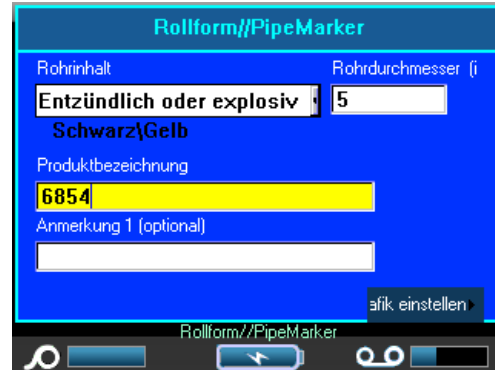 Rollform//PipeMarker
Rohrinhalt
Rohrdurchmesser (i
Entzündlich oder explosiv
5
Schwarz\Gelb
Produktbezeichnung
6854
Anmerkung 1 (optional)
afik einstellen
Rollform//PipeMarker